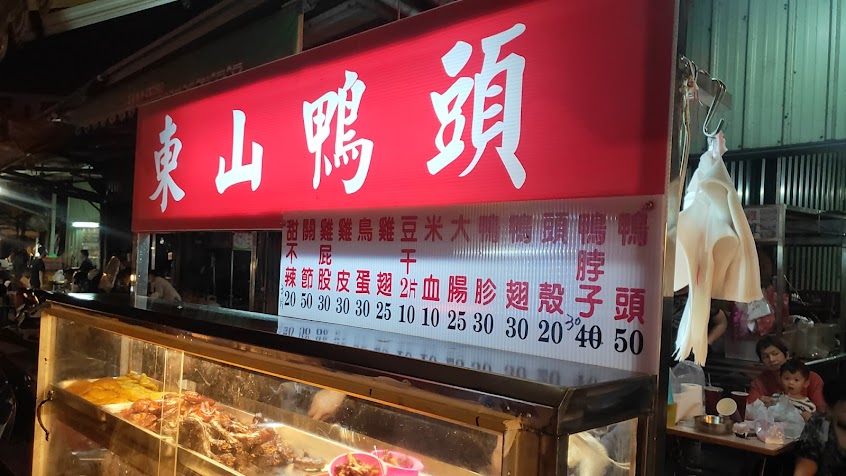 東山鴨頭
鴨頭 50
鴨脖子 40 30
頭殼 20
鴨翅 30
鴨胗 30
大腸 25
米血 10
豆干2片 10
雞翅 25
鳥蛋 30
雞皮 30
雞屁股 30
關節 50
甜不辣 20